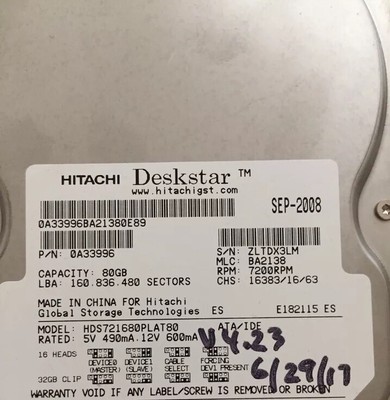 HITACHI Deskstar™
www.hitachigst.com
SEP-2008
0A33996BA21380E89
P/N: 0A33996
S/N: ZLTDX3LM
MLC: BA2138
CAPACITY: 80GB
RPM: 7200RPM
LBA: 160.836.480 SECTORS
CHS: 16383/16/63
MADE IN CHINA FOR Hitachi
Global Storage Technologies ES E182115 ES
MODEL: HDS721680PLAT80 ATA/IDE
RATED: 5V 490mA.12V 600mA
V4.23
16 HEADS DEVICE0 (MASTER) DEVICE1 (SLAVE) CABLE SELECT FORCING DEV1 PRESENT
32GB CLIP
6/29/17
WARRANTY VOID IF ANY LABEL/SCREW IS REMOVED OR BROKEN